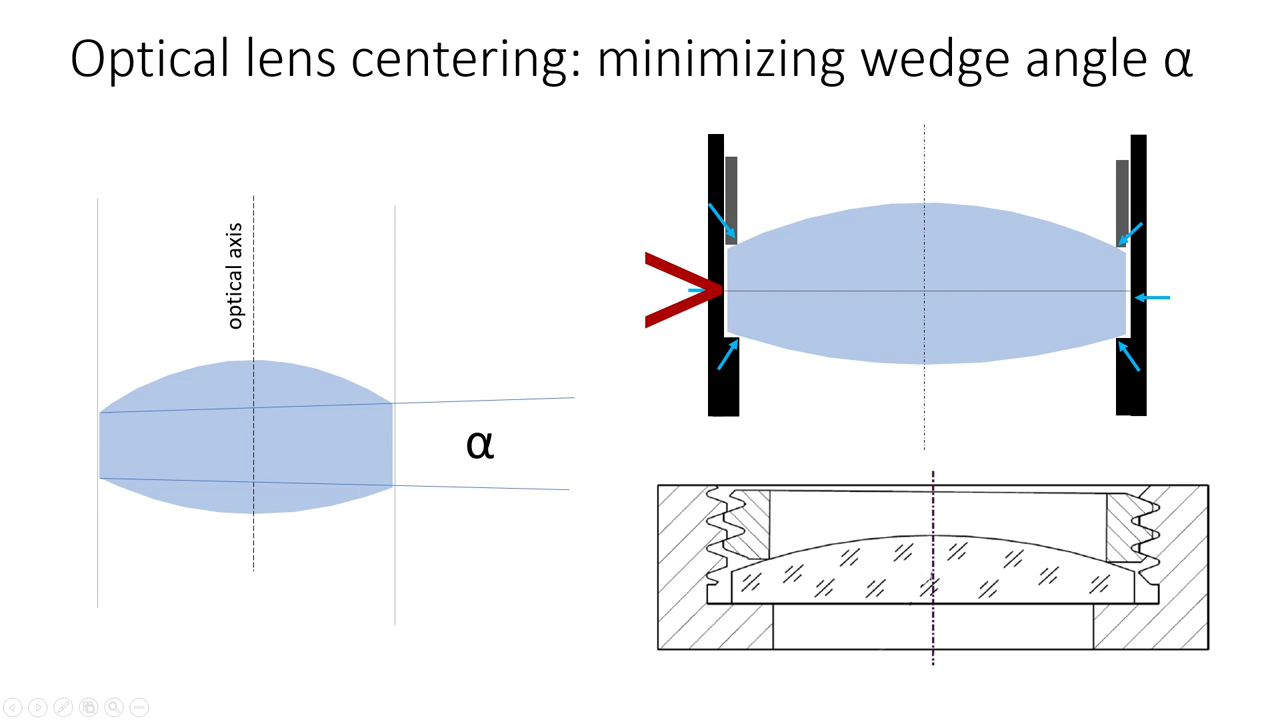 Optical lens centering: minimizing wedge angle α
optical axis
α